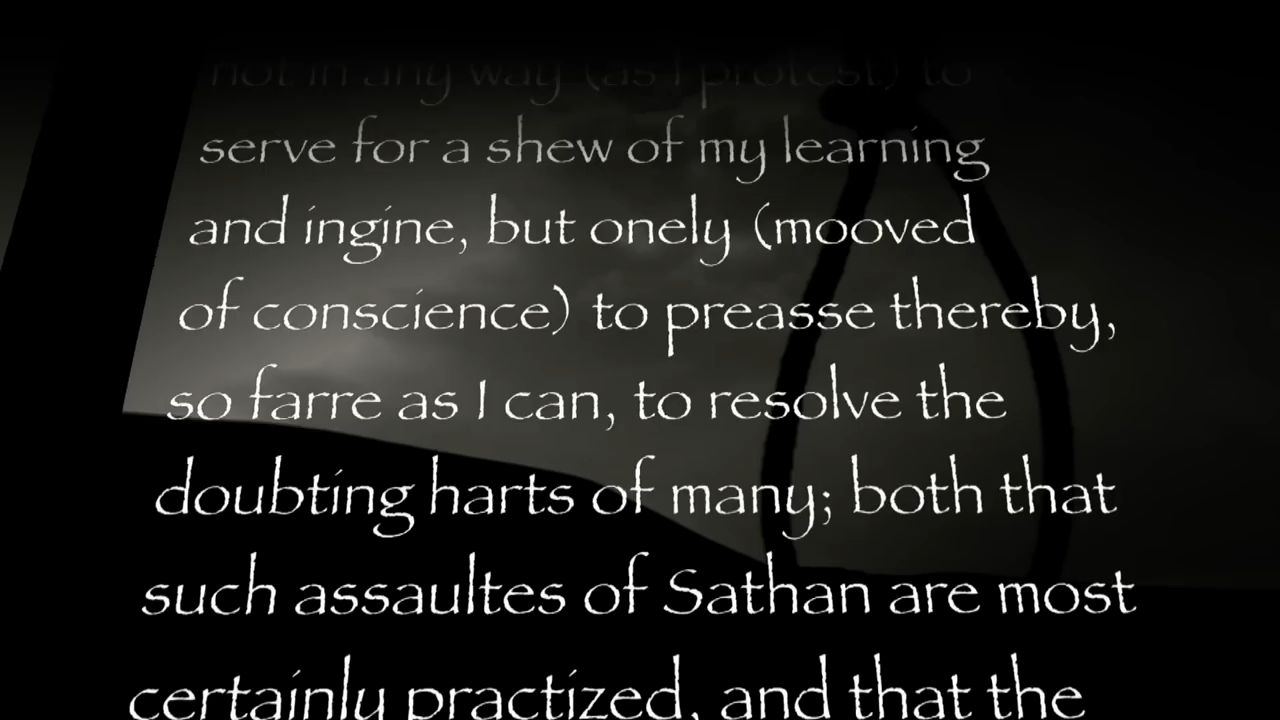 not in any way (as I protest) to
serve for a shew of my learning
and ingine, but onely (mooved
of conscience) to preasse thereby,
so farre as I can, to resolve the
doubting harts of many; both that
such assaultes of Sathan are most
certainly practized, and that the